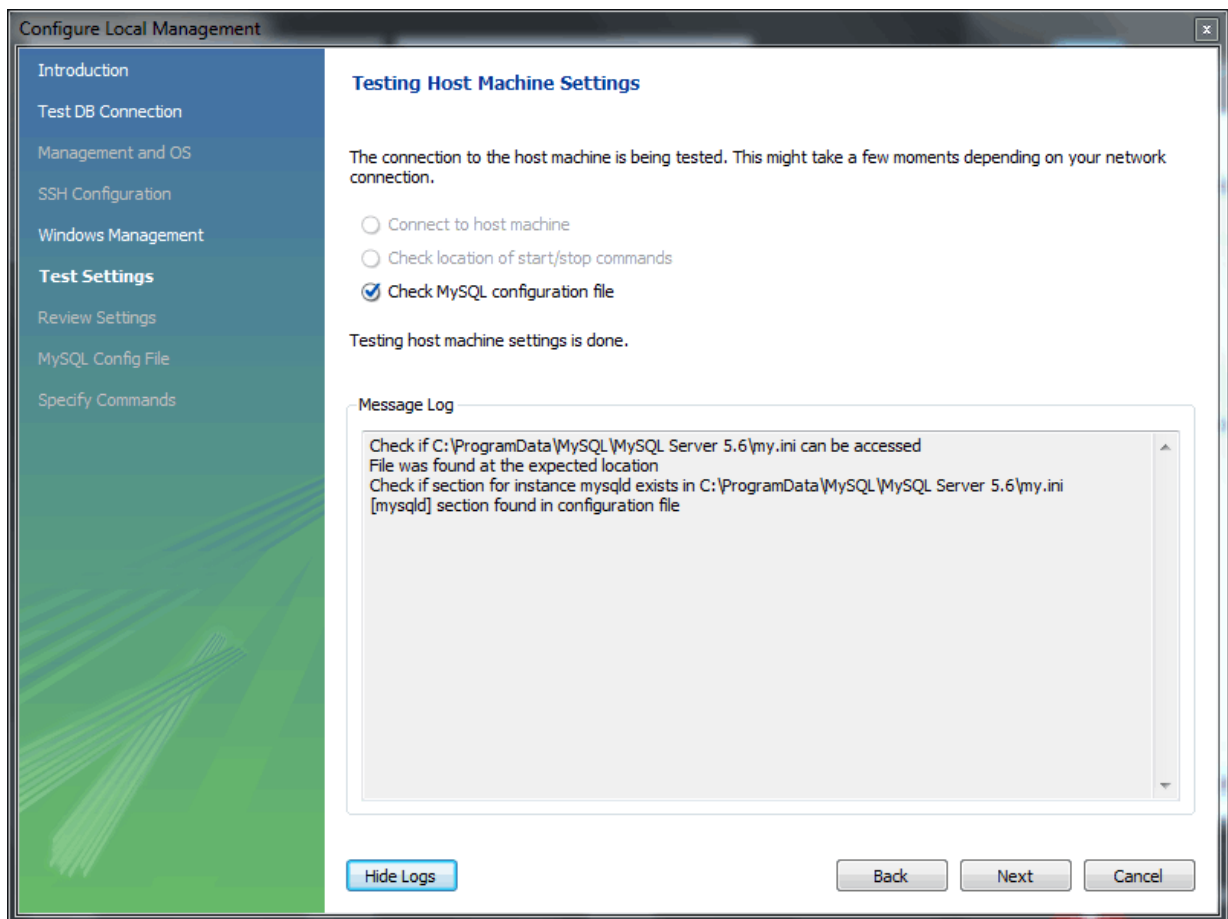 Configure Local Management
Introduction
Test DB Connection
Management and OS
SSH Configuration
Windows Management
Test Settings
Review Settings
MySQL Config File
Specify Commands
Testing Host Machine Settings
The connection to the host machine is being tested. This might take a few moments depending on your network
connection.
Connect to host machine
Check location of start/stop commands
Check MySQL configuration file
Testing host machine settings is done.
Message Log
Check if C:\ProgramData\MySQL\MySQL Server 5.6\my.ini can be accessed
File was found at the expected location
Check if section for instance mysqld exists in C:\ProgramData\MySQL\MySQL Server 5.6\my.ini
[mysqld] section found in configuration file
Hide Logs
Back
Next
Cancel